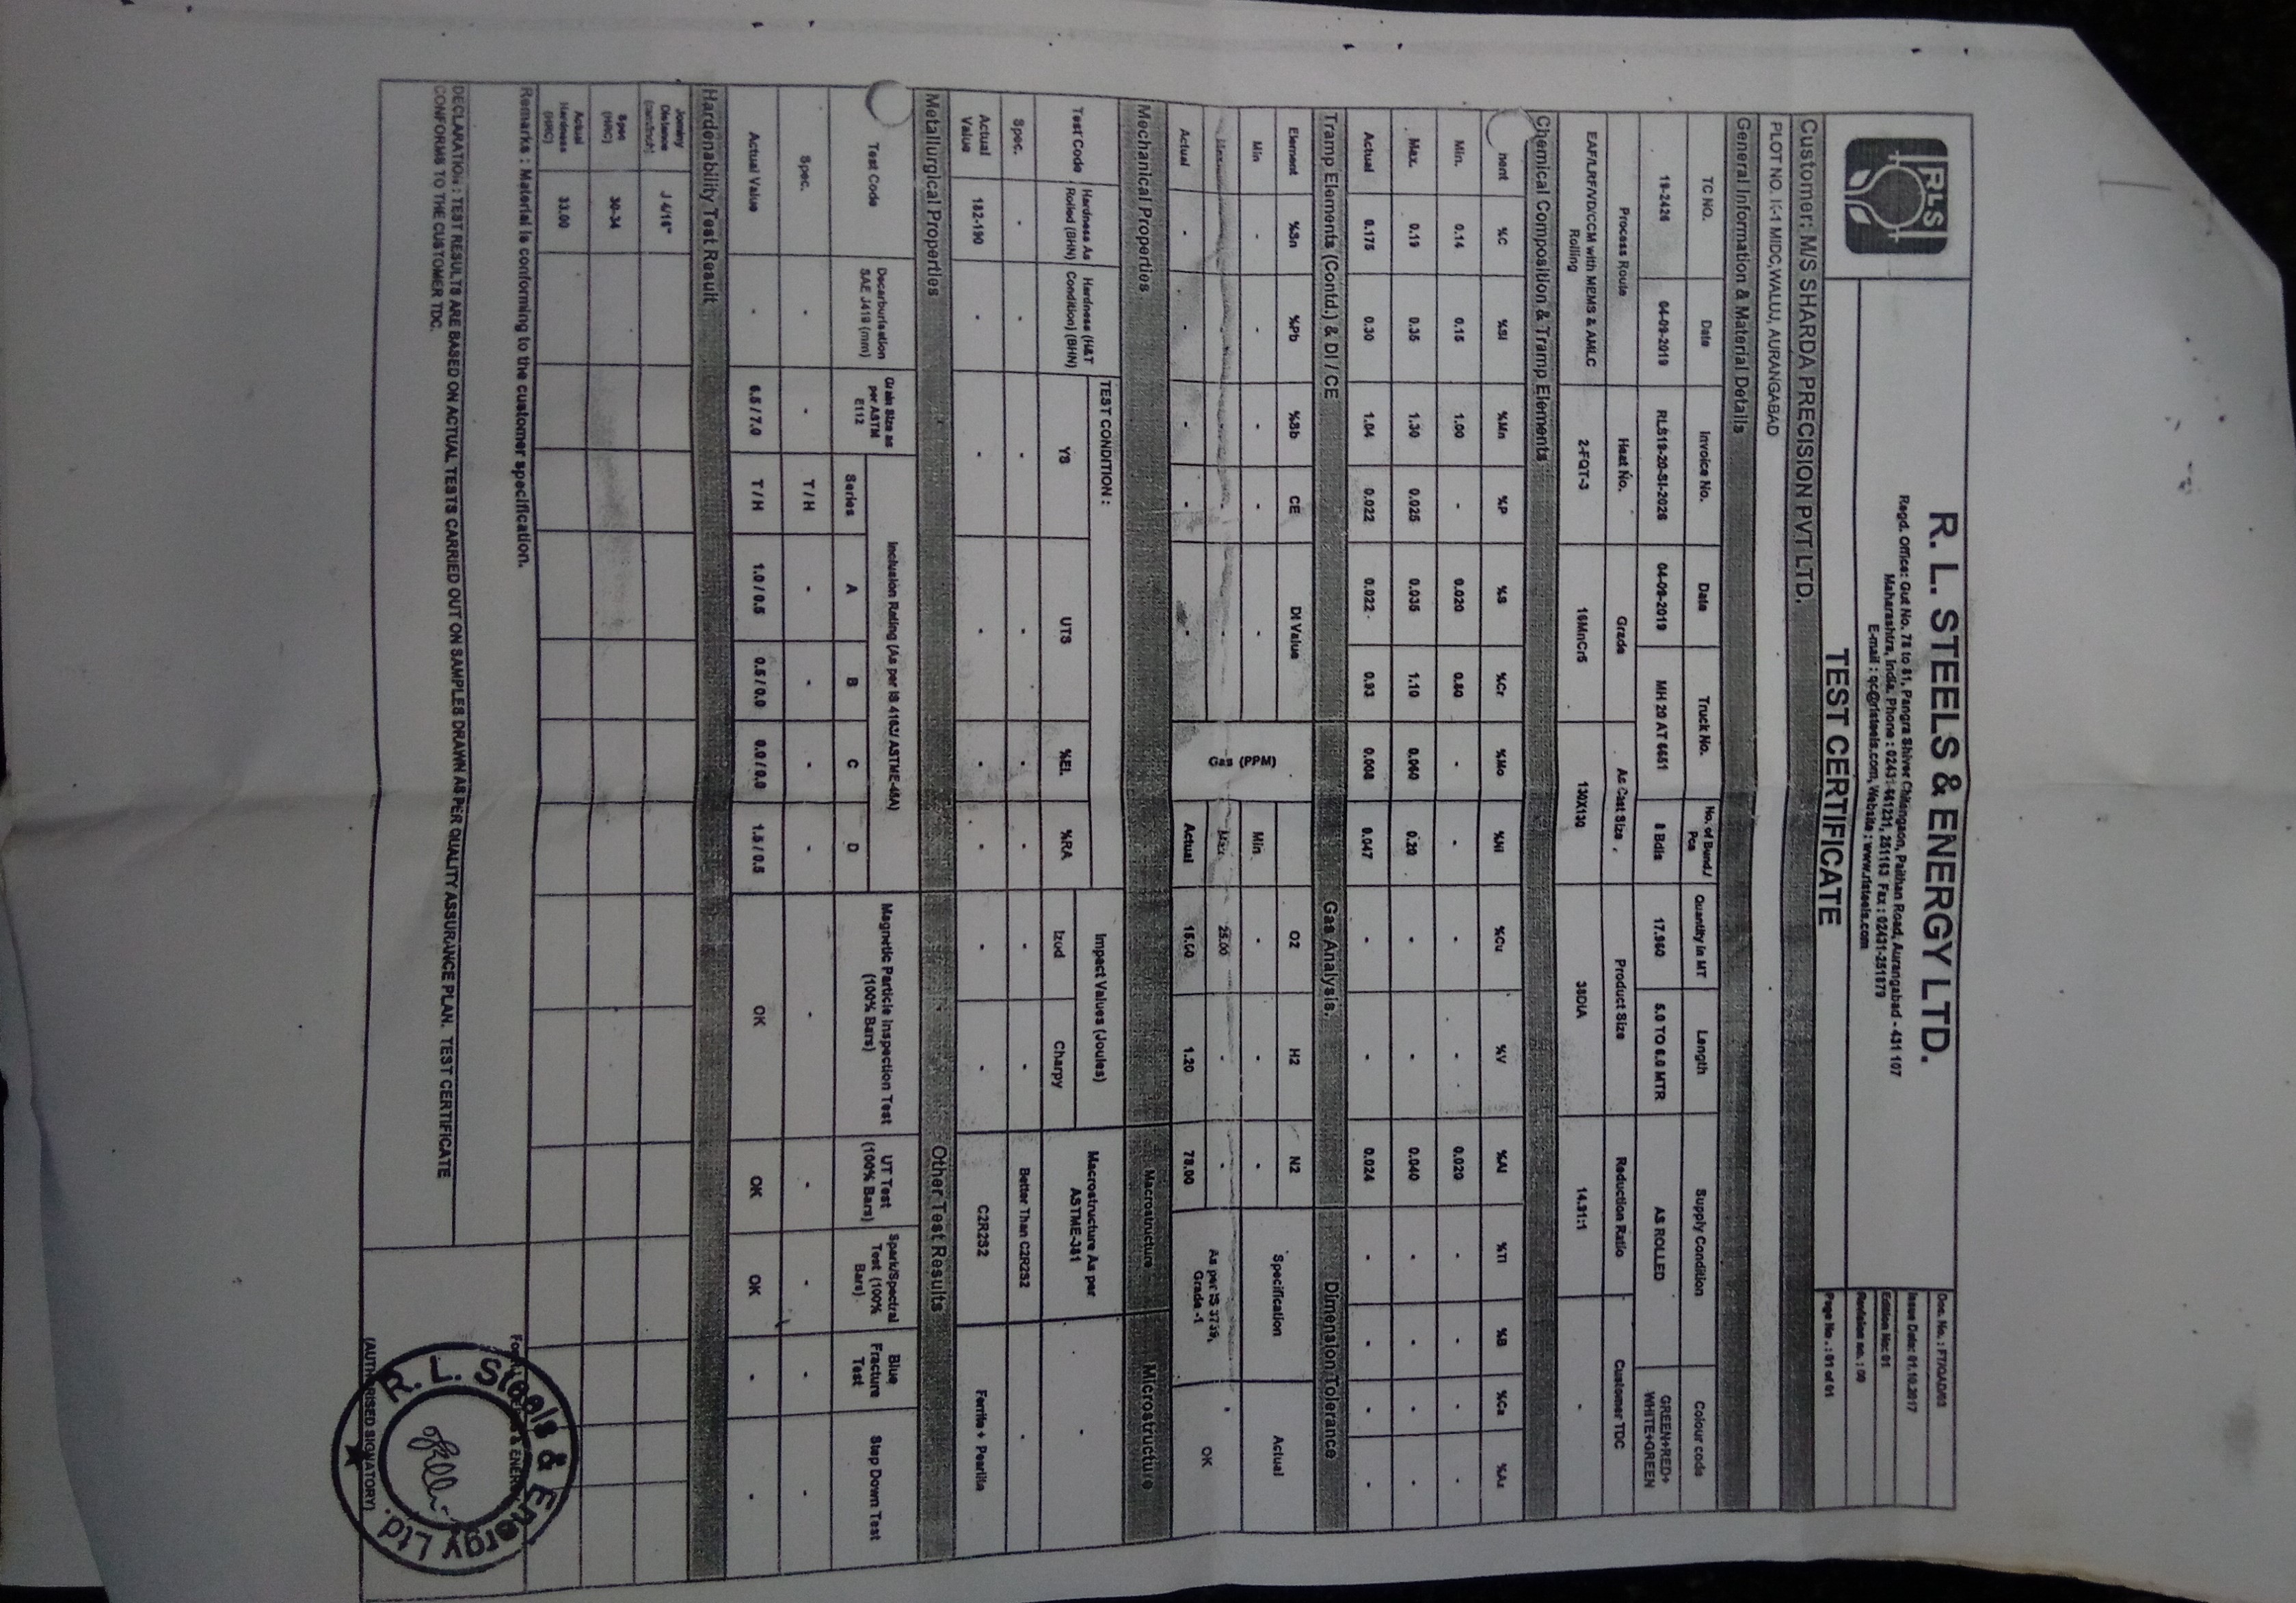 RLS
R. L. STEELS & ENERGY LTD.
Regd. Office: Gut No. 78 to 81, Pangra Shiver Chitengaon, Paithan Road, Aurangabad - 431 107
Maharashtra, India. Phone : 02431-661231, 251163 Fax : 02431-251879
E-mail : qc@rlsteels.com, Website : www.rlsteels.com
TEST CERTIFICATE
Doc. No. : FT/QAD/03
Issue Date: 01.10.2017
Edition No: 01
Revision no. : 00
Page No. : 01 of 01
Customer: M/S SHARDA PRECISION PVT LTD.
PLOT NO. K-1 MIDC,WALUJ, AURANGABAD
General Information & Material Details
TC NO. Date Invoice No. Date Truck No. No. of Bund./ Pcs Quantity in MT Length Supply Condition Colour code
19-2426 04-09-2019 RLS19-20-SI-2026 04-09-2019 MH 20 AT 6651 8 Bdls 17.960 5.0 TO 6.0 MTR AS ROLLED GREEN+RED+ WHITE+GREEN
Process Route Heat No. Grade As Cast Size Product Size Reduction Ratio Customer TDC
EAF/LRF/VD/CCM with MEMS & AMLC Rolling 2-FQT-3 16MnCr5 130X130 38DIA 14.91:1 -
Chemical Composition & Tramp Elements
nent %C %Si %Mn %P %S %Cr %Mo %Ni %Cu %V %Al %Ti %B %Ca %As
Min. 0.14 0.15 1.00 - 0.020 0.80 - - - - 0.020 - - - -
Max. 0.19 0.35 1.30 0.025 0.035 1.10 0.060 0.20 - - 0.040 - - - -
Actual 0.175 0.30 1.04 0.022 0.022 0.93 0.008 0.047 - - 0.024 - - - -
Tramp Elements (Contd.) & DI / CE Gas Analysis. Dimension Tolerance
Element %Sn %Pb %Sb CE DI Value Gas (PPM) O2 H2 N2 Specification Actual
Min - - - - - Min - - -
Max - - - - - Max 25.00 - - As per IS 3739, Grade -1 OK
Actual - - - - - Actual 15.00 1.20 78.00
Mechanical Properties Macrostructure Microstructure
Test Code Hardness As Rolled (BHN) Hardness (H&T Condition) (BHN) TEST CONDITION : Impact Values (Joules) Macrostructure As per ASTME-381 -
YS UTS %El. %RA Izod Charpy
Spec. - - - - - - - - Better Than C2R2S2 -
Actual Value 182-190 - - - - - - - C2R2S2 Ferrite + Pearlite
Metallurgical Properties Other Test Results
Test Code Decarburisation SAE J419 (mm) Grain Size as per ASTM E112 Inclusion Rating (As per IS 4163/ ASTME-45A) Magnetic Particle Inspection Test (100% Bars) UT Test (100% Bars) Spark/Spectral Test (100% Bars) Blue Fracture Test Step Down Test
Series A B C D
Spec. - - T / H - - - - - - - - -
Actual Value - 6.5 / 7.0 T / H 1.0 / 0.5 0.5 / 0.0 0.0 / 0.0 1.5 / 0.5 OK OK OK - -
Hardenability Test Result
Jominy Distance (mm/inch) J 4/16"
Spec (HRC) 30-34
Actual Hardness (HRC) 33.00
Remarks : Material is conforming to the customer specification.
DECLARATION : TEST RESULTS ARE BASED ON ACTUAL TESTS CARRIED OUT ON SAMPLES DRAWN AS PER QUALITY ASSURANCE PLAN. TEST CERTIFICATE
CONFORMS TO THE CUSTOMER TDC.
R. L. Steels & Energy Ltd.
(AUTHORISED SIGNATORY)